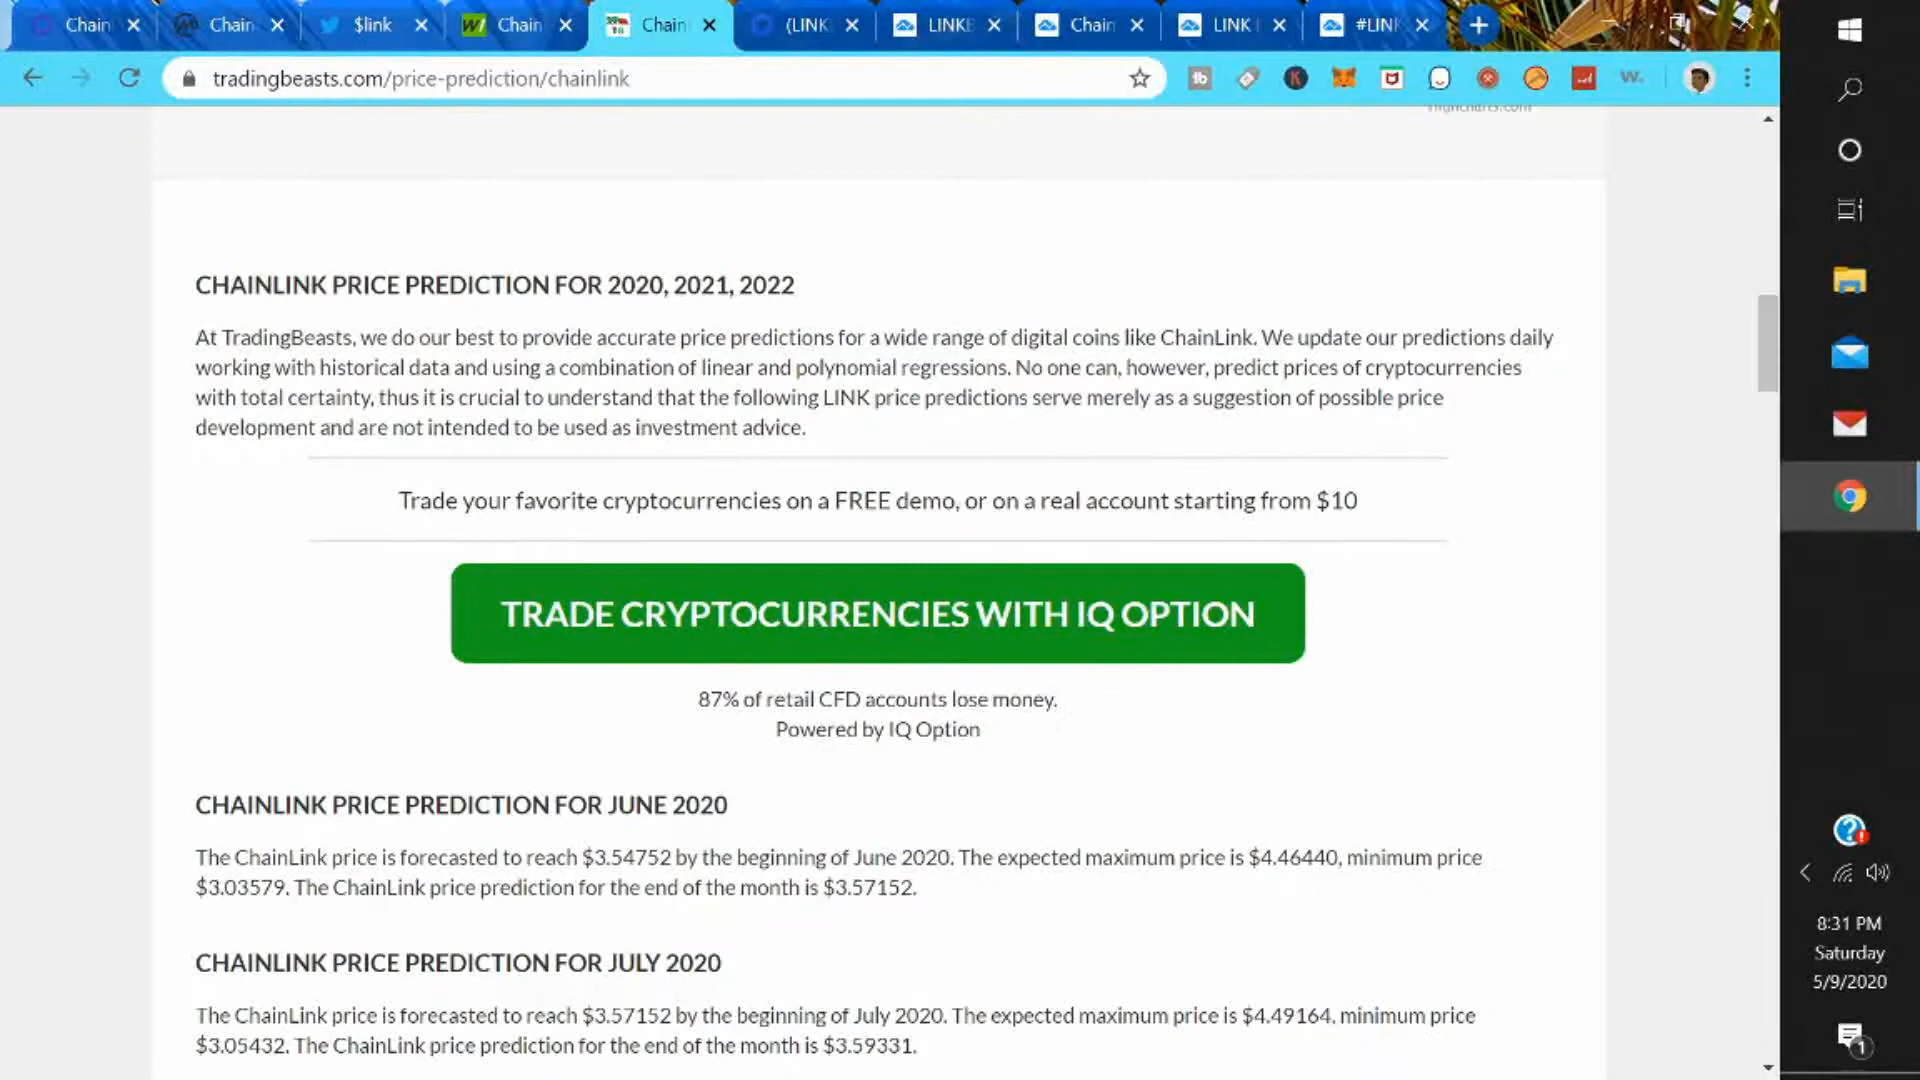 Chain
Chain
$link
Chain
Chain
(LINK
LINKE
Chain
LINK
#LINK
tradingbeasts.com/price-prediction/chainlink
Highcharts.com
CHAINLINK PRICE PREDICTION FOR 2020, 2021, 2022
At TradingBeasts, we do our best to provide accurate price predictions for a wide range of digital coins like ChainLink. We update our predictions daily
working with historical data and using a combination of linear and polynomial regressions. No one can, however, predict prices of cryptocurrencies
with total certainty, thus it is crucial to understand that the following LINK price predictions serve merely as a suggestion of possible price
development and are not intended to be used as investment advice.
Trade your favorite cryptocurrencies on a FREE demo, or on a real account starting from $10
TRADE CRYPTOCURRENCIES WITH IQ OPTION
87% of retail CFD accounts lose money.
Powered by IQ Option
CHAINLINK PRICE PREDICTION FOR JUNE 2020
The ChainLink price is forecasted to reach $3.54752 by the beginning of June 2020. The expected maximum price is $4.46440, minimum price
$3.03579. The ChainLink price prediction for the end of the month is $3.57152.
CHAINLINK PRICE PREDICTION FOR JULY 2020
The ChainLink price is forecasted to reach $3.57152 by the beginning of July 2020. The expected maximum price is $4.49164, minimum price
$3.05432. The ChainLink price prediction for the end of the month is $3.59331.
8:31 PM
Saturday
5/9/2020
1